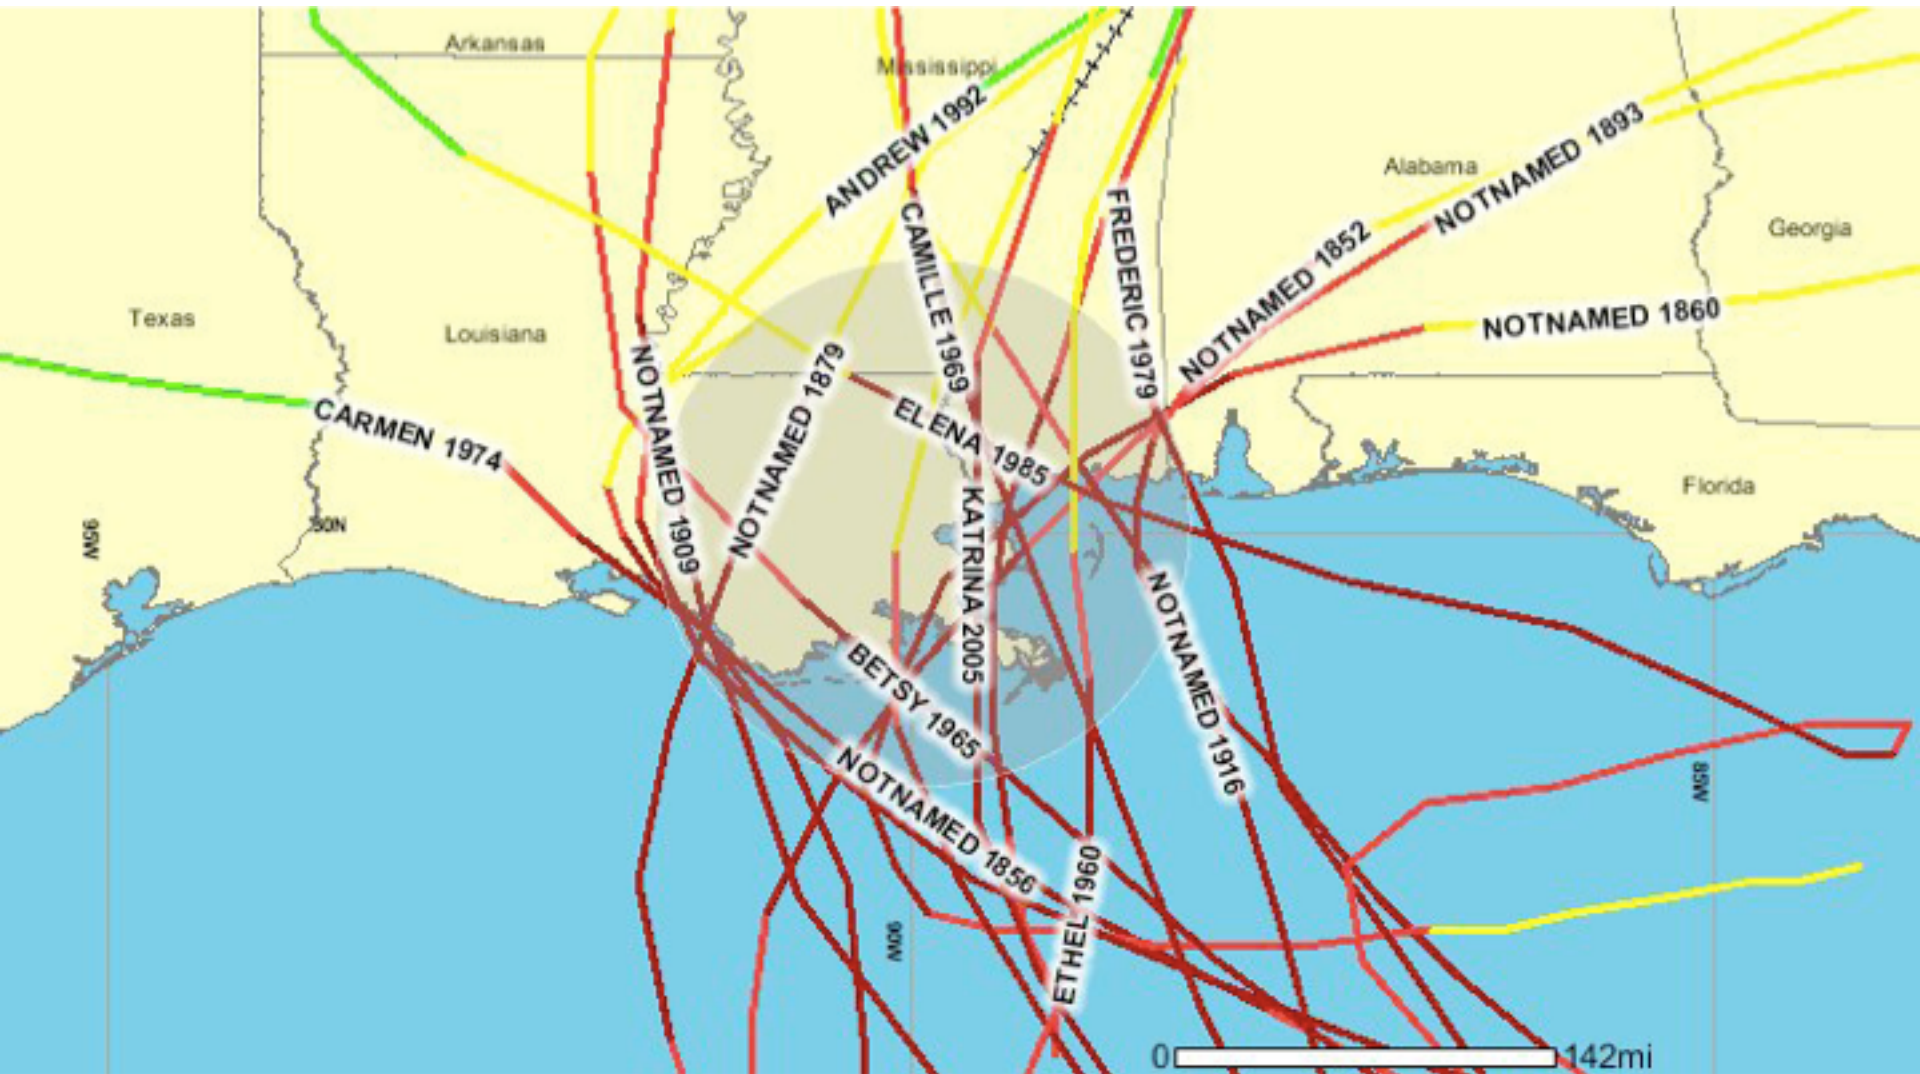 Arkansas
Mississippi
ANDREW 1992
NOTNAMED 1893
Alabama
Georgia
FREDERIC 1979
CAMILLE 1969
NOTNAMED 1852
Texas
Louisiana
NOTNAMED 1860
NOTNAMED 1879
NOTNAMED 1909
CARMEN 1974
ELENA 1985
Florida
95W
30N
KATRINA 2005
NOTNAMED 1916
BETSY 1965
NOTNAMED 1856
85W
ETHEL 1960
90W
0
142mi